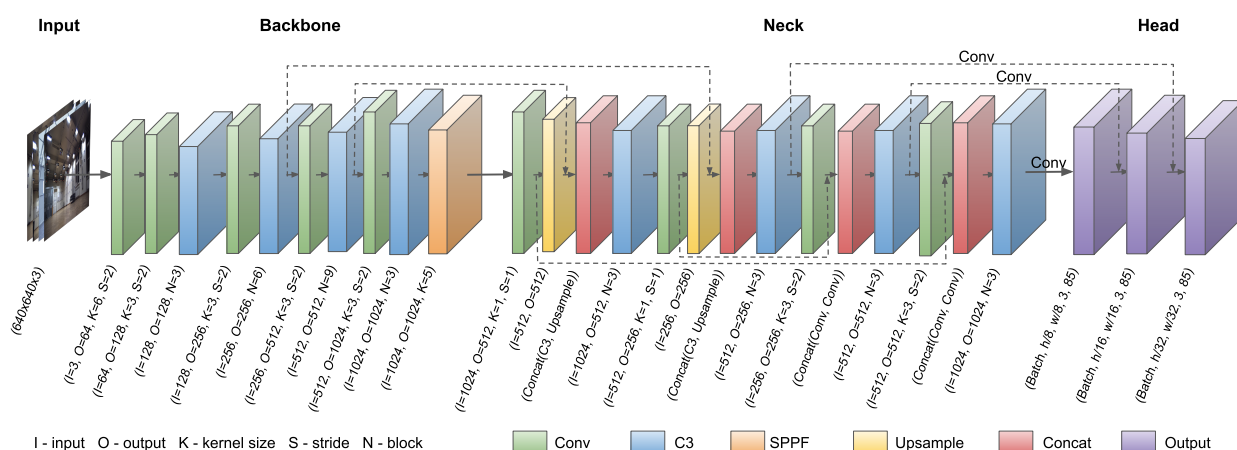 Input
Backbone
Neck
Head
Conv
Conv
Conv
(640x640x3)
(I=3, O=64, K=6, S=2)
(I=64, O=128, K=3, S=2)
(I=128, O=128, N=3)
(I=128, O=256, K=3, S=2)
(I=256, O=256, N=6)
(I=256, O=512, K=3, S=2)
(I=512, O=512, N=9)
(I=512, O=1024, K=3, S=2)
(I=1024, O=1024, N=3)
(I=1024, O=1024, K=5)
(I=1024, O=512, K=1, S=1)
(I=512, O=512)
(Concat(C3, Upsample))
(I=1024, O=512, N=3)
(I=512, O=256, K=1, S=1)
(I=256, O=256)
(Concat(C3, Upsample))
(I=512, O=256, N=3)
(I=256, O=256, K=3, S=2)
(Concat(Conv, Conv))
(I=512, O=512, N=3)
(I=512, O=512, K=3, S=2)
(Concat(Conv, Conv))
(I=1024, O=1024, N=3)
(Batch, h/8, w/8, 3, 85)
(Batch, h/16, w/16, 3, 85)
(Batch, h/32, w/32, 3, 85)
I - input O - output K - kernel size S - stride N - block
Conv
C3
SPPF
Upsample
Concat
Output